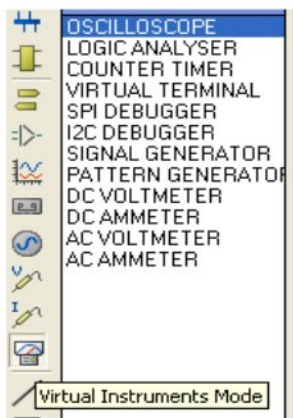 OSCILLOSCOPE
LOGIC ANALYSER
COUNTER TIMER
VIRTUAL TERMINAL
SPI DEBUGGER
I2C DEBUGGER
SIGNAL GENERATOR
PATTERN GENERATOR
DC VOLTMETER
DC AMMETER
AC VOLTMETER
AC AMMETER
V
I
Virtual Instruments Mode